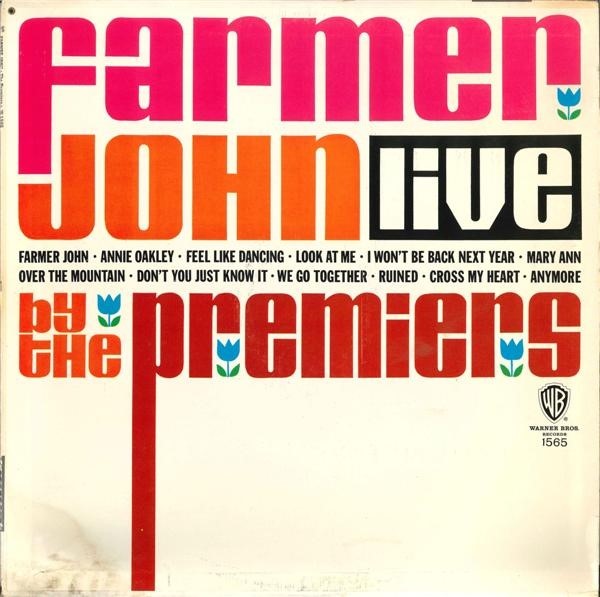 farmer
JOHN live
FARMER JOHN · ANNIE OAKLEY · FEEL LIKE DANCING · LOOK AT ME · I WON'T BE BACK NEXT YEAR · MARY ANN
OVER THE MOUNTAIN · DON'T YOU JUST KNOW IT · WE GO TOGETHER · RUINED · CROSS MY HEART · ANYMORE
by the premiers
WB ®
WARNER BROS.
RECORDS
1565